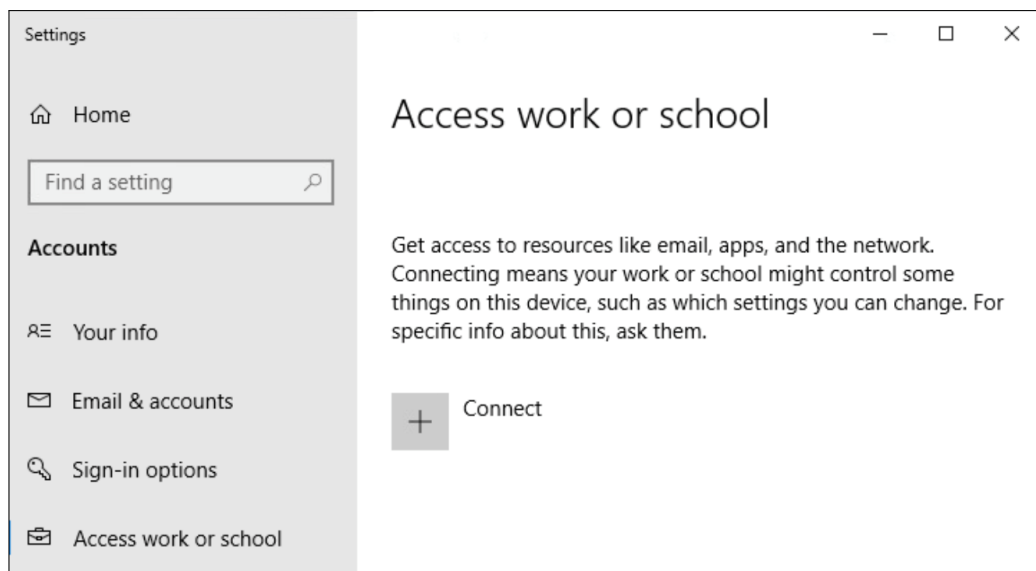 Settings
Home
Find a setting
Accounts
Your info
Email & accounts
Sign-in options
Access work or school
Access work or school
Get access to resources like email, apps, and the network.
Connecting means your work or school might control some
things on this device, such as which settings you can change. For
specific info about this, ask them.
Connect